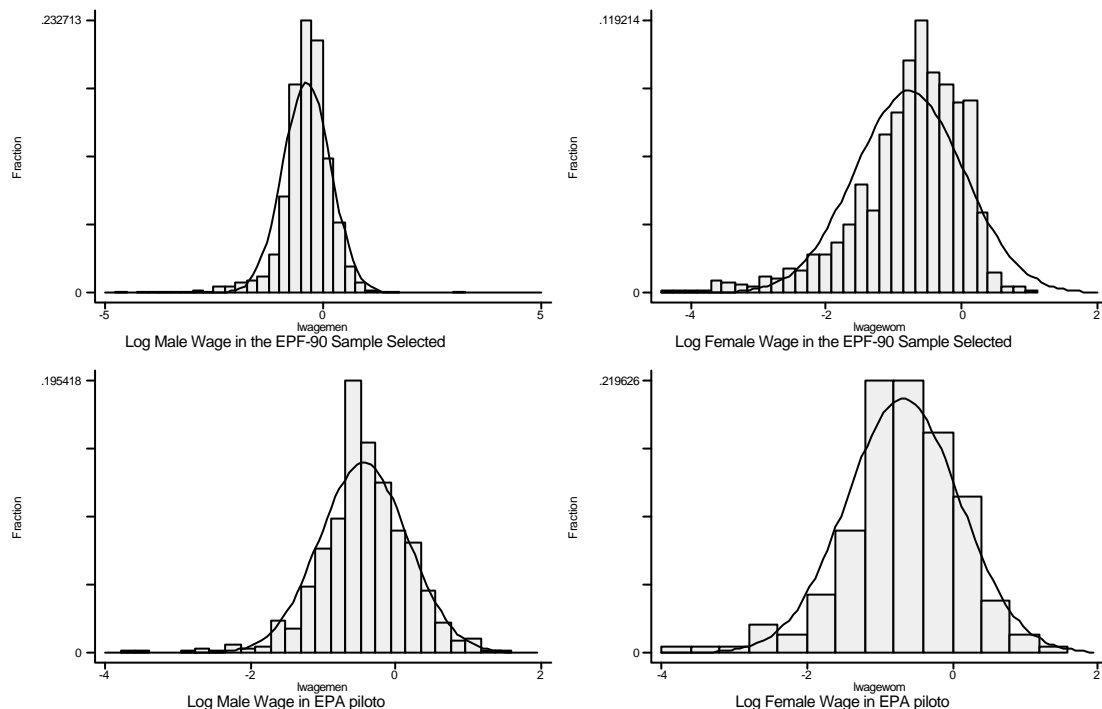 .232713
Fraction
0
-5
0
5
lwagemen
Log Male Wage in the EPF-90 Sample Selected
.119214
Fraction
0
-4
-2
0
2
lwagewom
Log Female Wage in the EPF-90 Sample Selected
.195418
Fraction
0
-4
-2
0
2
lwagemen
Log Male Wage in EPA piloto
.219626
Fraction
0
-4
-2
0
2
lwagewom
Log Female Wage in EPA piloto